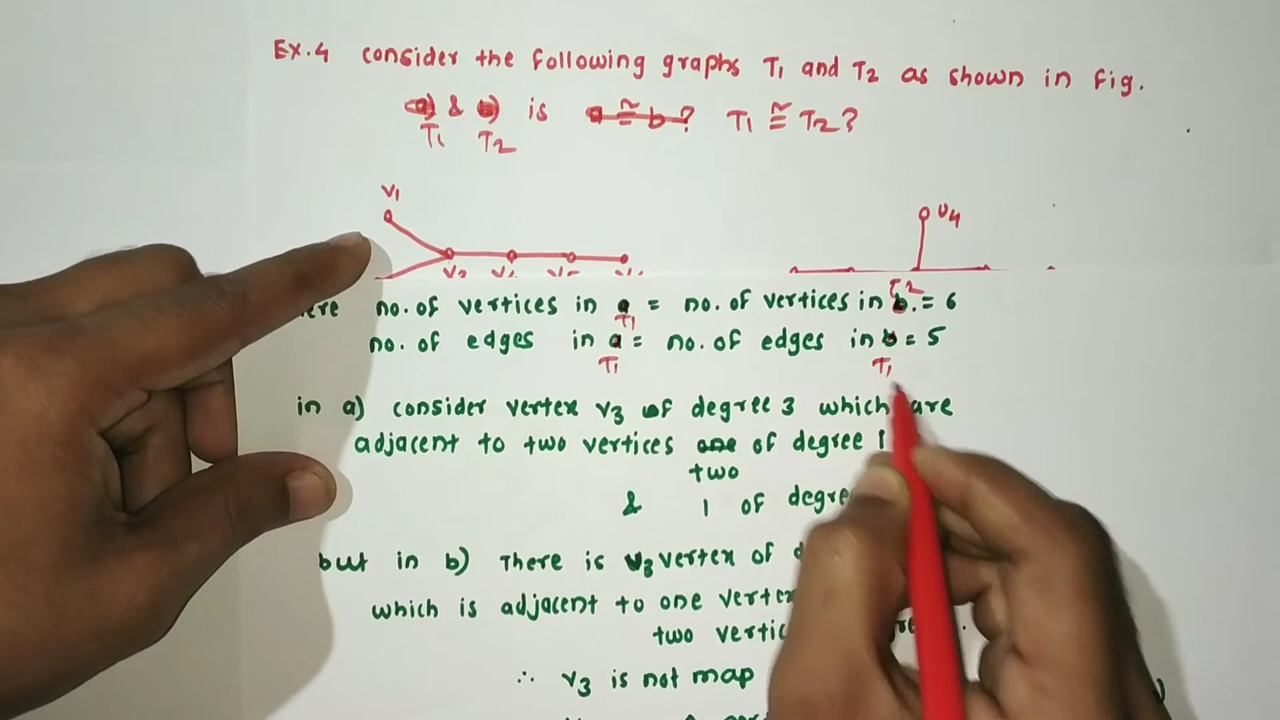 Ex.4 consider the following graphs T1 and T2 as shown in fig.
a) & b) is a ≅ b? T1 ≅ T2?
T1 T2
v1
u4
v3 v4 v5
T2
no. of vertices in a = no. of vertices in b. = 6
T1
no. of edges in a = no. of edges in b = 5
T1 T1
in a) consider vertex v3 of degree 3 which are
adjacent to two vertices one of degree 1
two
& 1 of
but in b) There is v3 vertex of
which is adjacent to one
two
∴ v3 is not map